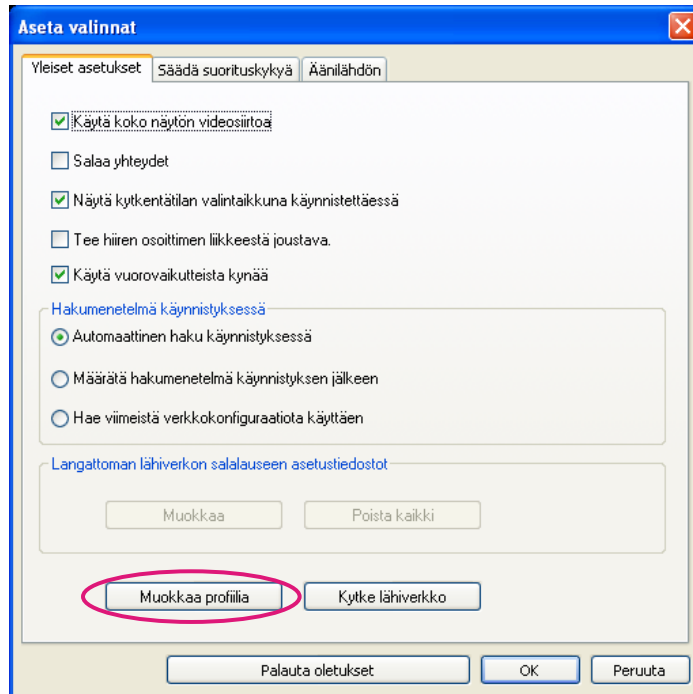 Aseta valinnat
Yleiset asetukset Säädä suorituskykyä Äänilähdön
Käytä koko näytön videosiirtoa
Salaa yhteydet
Näytä kytkentätilan valintaikkuna käynnistettäessä
Tee hiiren osoittimen liikkeestä joustava.
Käytä vuorovaikutteista kynää
Hakumenetelmä käynnistyksessä
Automaattinen haku käynnistyksessä
Määrätä hakumenetelmä käynnistyksen jälkeen
Hae viimeistä verkkokonfiguraatiota käyttäen
Langattoman lähiverkon salalauseen asetustiedostot
Muokkaa Poista kaikki
Muokkaa profiilia Kytke lähiverkko
Palauta oletukset OK Peruuta